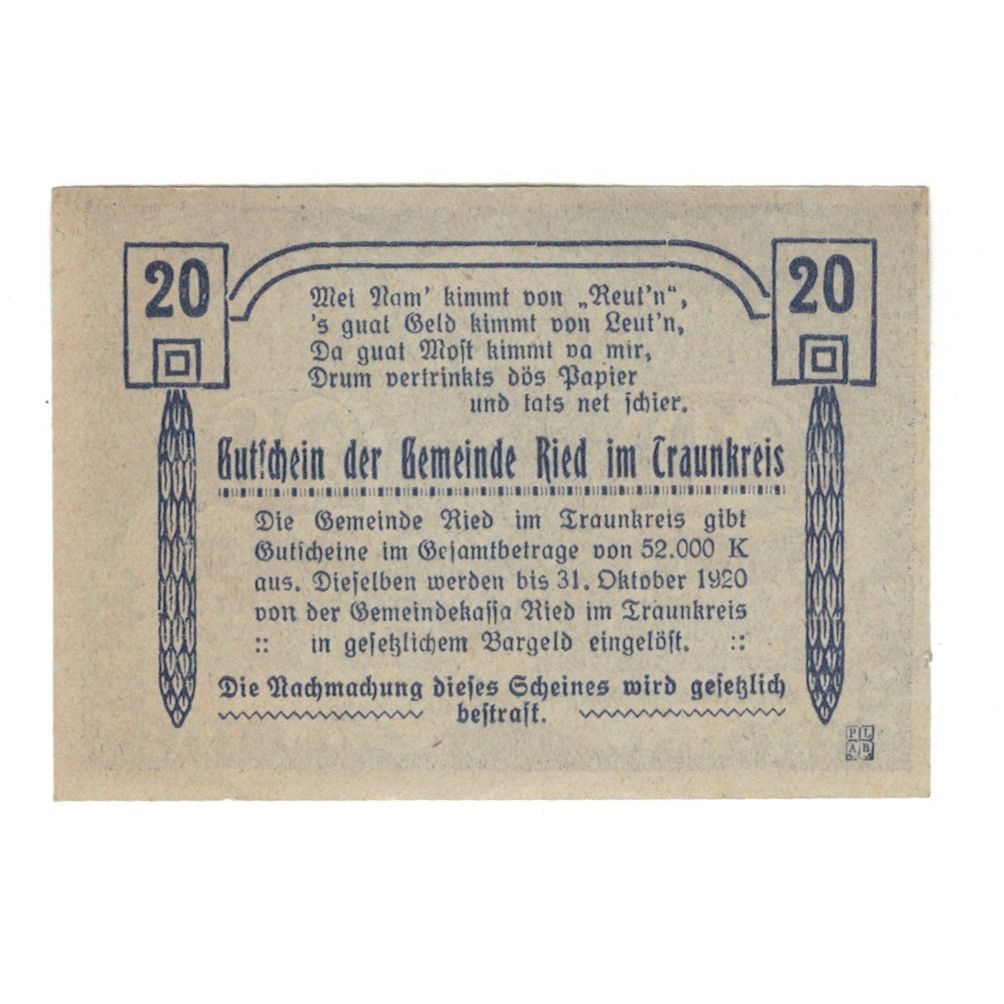 20
20
Mei Nam' kimmt von „Reut'n“,
's guat Geld kimmt von Leut'n,
Da guat Most kimmt va mir,
Drum vertrinkts dös Papier
und tats net schier.
Gutschein der Gemeinde Ried im Traunkreis
Die Gemeinde Ried im Traunkreis gibt
Gutscheine im Gesamtbetrage von 52.000 K
aus. Dieselben werden bis 31. Oktober 1920
von der Gemeindekassa Ried im Traunkreis
:: in gesetzlichem Bargeld eingelöst. ::
Die Nachmachung dieses Scheines wird gesetzlich
bestraft.
PL
AB